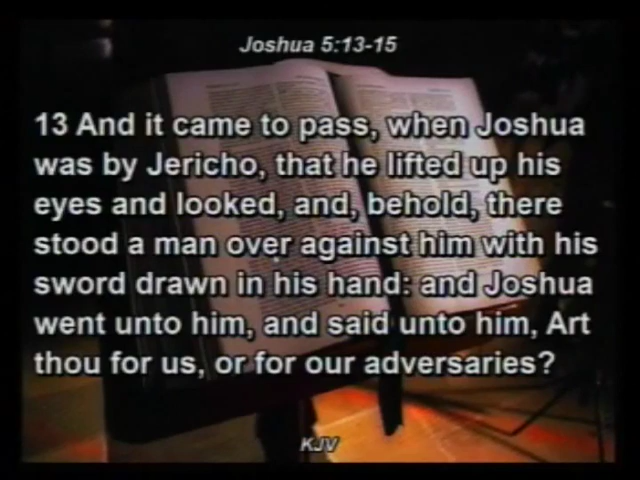 Joshua 5:13-15
13 And it came to pass, when Joshua
was by Jericho, that he lifted up his
eyes and looked, and, behold, there
stood a man over against him with his
sword drawn in his hand: and Joshua
went unto him, and said unto him, Art
thou for us, or for our adversaries?
KJV